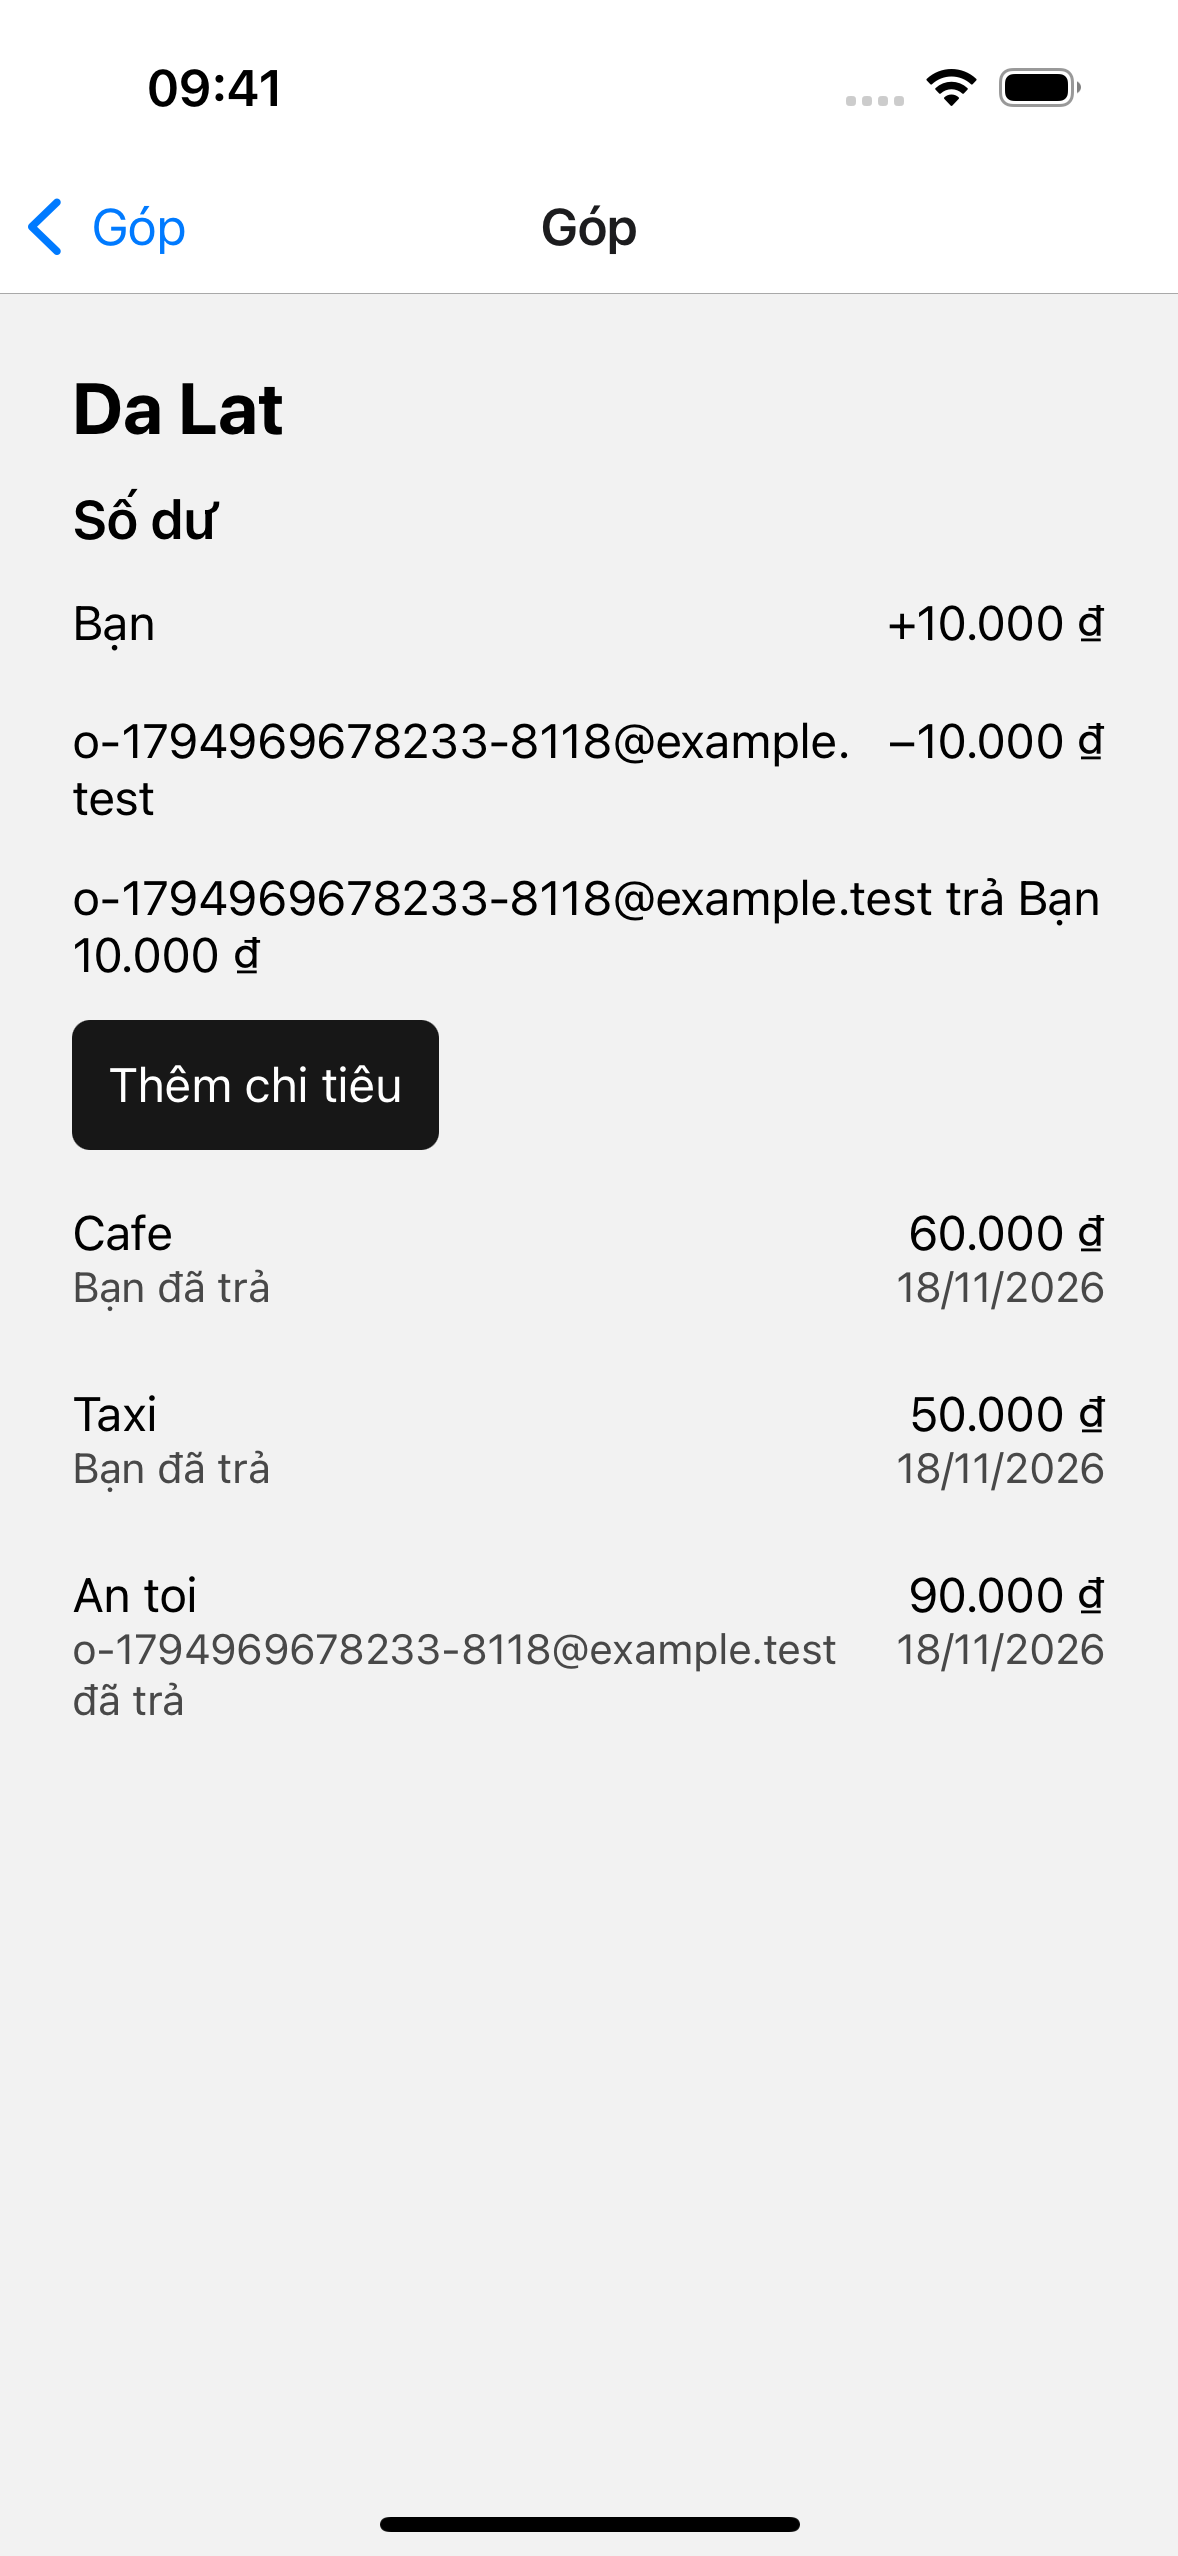 09:41
Góp
Góp
Da Lat
Số dư
Bạn +10.000 ₫
o-1794969678233-8118@example. −10.000 ₫
test
o-1794969678233-8118@example.test trả Bạn
10.000 ₫
Thêm chi tiêu
Cafe 60.000 ₫
Bạn đã trả 18/11/2026
Taxi 50.000 ₫
Bạn đã trả 18/11/2026
An toi 90.000 ₫
o-1794969678233-8118@example.test 18/11/2026
đã trả